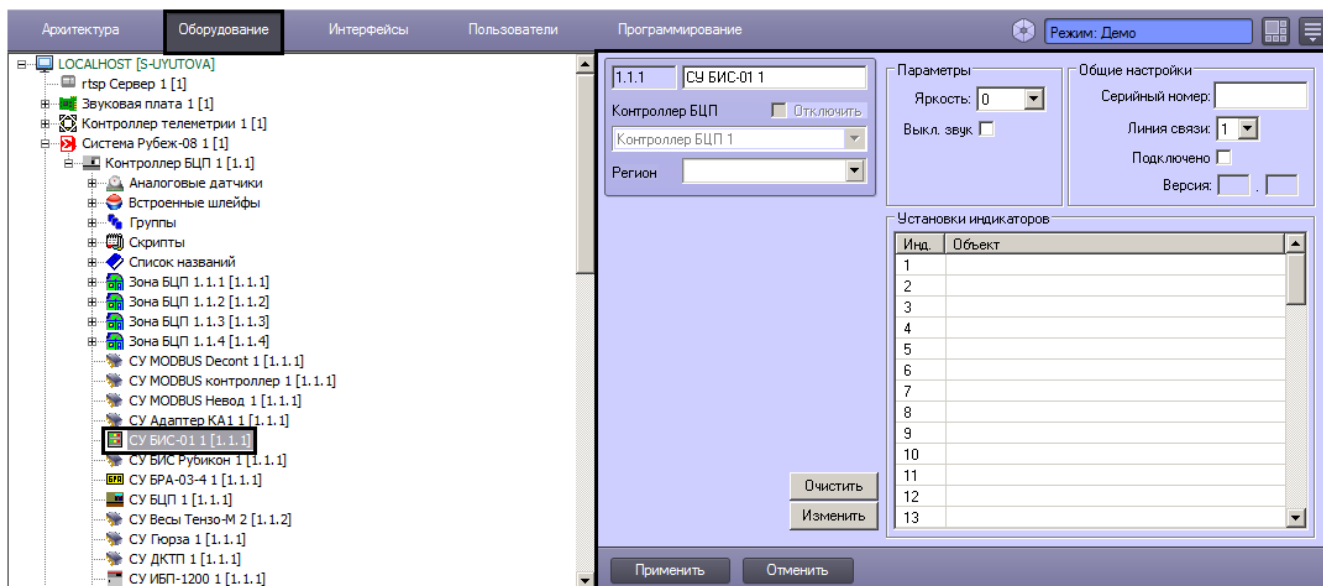 Архитектура Оборудование Интерфейсы Пользователи Программирование Режим: Демо
LOCALHOST [S-UYUTOVA]
rtsp Сервер 1 [1]
Звуковая плата 1 [1]
Контроллер телеметрии 1 [1]
Система Рубеж-08 1 [1]
Контроллер БЦП 1 [1.1]
Аналоговые датчики
Встроенные шлейфы
Группы
Скрипты
Список названий
Зона БЦП 1.1.1 [1.1.1]
Зона БЦП 1.1.2 [1.1.2]
Зона БЦП 1.1.3 [1.1.3]
Зона БЦП 1.1.4 [1.1.4]
СУ MODBUS Decont 1 [1.1.1]
СУ MODBUS контроллер 1 [1.1.1]
СУ MODBUS Невод 1 [1.1.1]
СУ Адаптер КА1 1 [1.1.1]
СУ БИС-01 1 [1.1.1]
СУ БИС Рубикон 1 [1.1.1]
СУ БРА-03-4 1 [1.1.1]
СУ БЦП 1 [1.1.1]
СУ Весы Тензо-М 2 [1.1.2]
СУ Гюрза 1 [1.1.1]
СУ ДКТП 1 [1.1.1]
СУ ИБП-1200 1 [1.1.1]
1.1.1 СУ БИС-01 1
Контроллер БЦП Отключить
Контроллер БЦП 1
Регион
Параметры
Яркость: 0
Выкл. звук
Общие настройки
Серийный номер:
Линия связи: 1
Подключено
Версия: .
Установки индикаторов
Инд. Объект
1
2
3
4
5
6
7
8
9
10
11
12
13
Очистить
Изменить
Применить Отменить